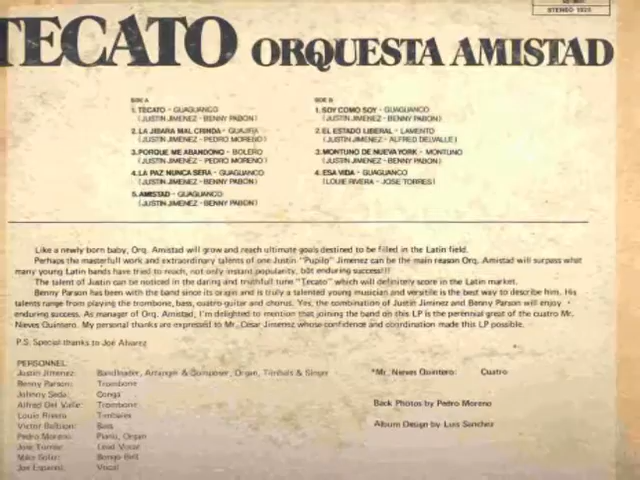 TECATO ORQUESTA AMISTAD
STEREO
SIDE A
1. TECATO - GUAGUANCO
(JUSTIN JIMENEZ - BENNY PABON)
2. LA JIBARA MAL CRINDA - GUAJIRA
(JUSTIN JIMENEZ - PEDRO MORENO)
3. PORQUE ME ABANDONO - BOLERO
(JUSTIN JIMENEZ - PEDRO MORENO)
4. LA PAZ NUNCA SERA - GUAGUANCO
(JUSTIN JIMENEZ - BENNY PABON)
5. AMISTAD - GUAGUANCO
(JUSTIN JIMENEZ - BENNY PABON)
SIDE B
1. SOY COMO SOY - GUAGUANCO
(JUSTIN JIMENEZ - BENNY PABON)
2. EL ESTADO LIBERAL - LAMENTO
(JUSTIN JIMENEZ - ALFRED DELVALLE)
3. MONTUNO DE NUEVA YORK - MONTUNO
(JUSTIN JIMENEZ - BENNY PABON)
4. ESA VIDA - GUAGUANCO
(LOUIE RIVERA - JOSE TORRES)
Like a newly born baby, Orq. Amistad will grow and reach ultimate goals destined to be filled in the Latin field.
Perhaps the masterfull work and extraordinary talents of one Justin "Pupilo" Jimenez can be the main reason Orq. Amistad will surpass what
many young Latin bands have tried to reach, not only instant popularity, but enduring success!!!
The talent of Justin can be noticed in the daring and truthfull tune "Tecato" which will definitely score in the Latin market.
Benny Parson has been with the band since its origin and is truly a talented young musician and versatile is the best way to describe him. His
talents range from playing the trombone, bass, cuatro guitar and chorus. Yes, the combination of Justin Jiminez and Benny Parson will enjoy
enduring success. As manager of Orq. Amistad, I'm delighted to mention that joining the band on this LP is the perennial great of the cuatro Mr.
Nieves Quintero. My personal thanks are expressed to Mr. Cesar Jimenez whose confidence and coordination made this LP possible.
P.S. Special thanks to Joe Alvarez
PERSONNEL:
Justin Jimenez: Bandleader, Arranger & Composer, Organ, Timbals & Singer
Benny Parson: Trombone
Johnny Seda: Conga
Alfred Del Valle: Trombone
Louie Rivera Timbales
Victor Beltran: Bass
Pedro Moreno: Piano, Organ
Jose Torres: Lead Vocal
Mike Soler: Bongo-Bell
Joe Espanol: Vocal
*Mr. Nieves Quintero: Cuatro
Back Photos by Pedro Moreno
Album Design by Luis Sanchez